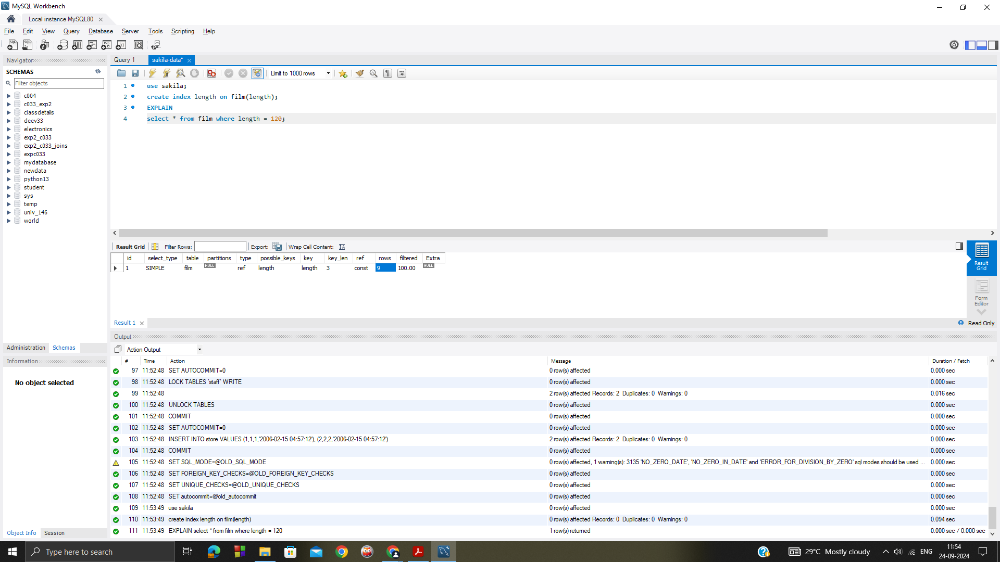 MySQL Workbench
Local instance MySQL80
File Edit View Query Database Server Tools Scripting Help
Navigator
SCHEMAS
Filter objects
c004
c033_exp2
classdetails
deev33
electronics
exp2_c033
exp2_c033_joins
expc033
mydatabase
newdata
python13
student
sys
temp
univ_146
world
Administration Schemas
Information
No object selected
Object Info Session
Query 1 sakila-data*
Limit to 1000 rows
1 use sakila;
2 create index length on film(length);
3 EXPLAIN
4 select * from film where length = 120;
Result Grid Filter Rows: Export: Wrap Cell Content:
id select_type table partitions type possible_keys key key_len ref rows filtered Extra
1 SIMPLE film NULL ref length length 3 const 9 100.00 NULL
Result Grid
Form Editor
Result 1
Read Only
Output
Action Output
# Time Action Message Duration / Fetch
97 11:52:48 SET AUTOCOMMIT=0 0 row(s) affected 0.000 sec
98 11:52:48 LOCK TABLES `staff` WRITE 0 row(s) affected 0.000 sec
99 11:52:48 2 row(s) affected Records: 2 Duplicates: 0 Warnings: 0 0.016 sec
100 11:52:48 UNLOCK TABLES 0 row(s) affected 0.000 sec
101 11:52:48 COMMIT 0 row(s) affected 0.000 sec
102 11:52:48 SET AUTOCOMMIT=0 0 row(s) affected 0.000 sec
103 11:52:48 INSERT INTO store VALUES (1,1,1,'2006-02-15 04:57:12'), (2,2,2,'2006-02-15 04:57:12') 2 row(s) affected Records: 2 Duplicates: 0 Warnings: 0 0.000 sec
104 11:52:48 COMMIT 0 row(s) affected 0.000 sec
105 11:52:48 SET SQL_MODE=@OLD_SQL_MODE 0 row(s) affected, 1 warning(s): 3135 'NO_ZERO_DATE', 'NO_ZERO_IN_DATE' and 'ERROR_FOR_DIVISION_BY_ZERO' sql modes should be used ... 0.000 sec
106 11:52:48 SET FOREIGN_KEY_CHECKS=@OLD_FOREIGN_KEY_CHECKS 0 row(s) affected 0.000 sec
107 11:52:48 SET UNIQUE_CHECKS=@OLD_UNIQUE_CHECKS 0 row(s) affected 0.000 sec
108 11:52:48 SET autocommit=@old_autocommit 0 row(s) affected 0.000 sec
109 11:53:49 use sakila 0 row(s) affected 0.000 sec
110 11:53:49 create index length on film(length) 0 row(s) affected Records: 0 Duplicates: 0 Warnings: 0 0.094 sec
111 11:53:49 EXPLAIN select * from film where length = 120 1 row(s) returned 0.000 sec / 0.000 sec
Type here to search
29°C Mostly cloudy
ENG
11:54
24-09-2024